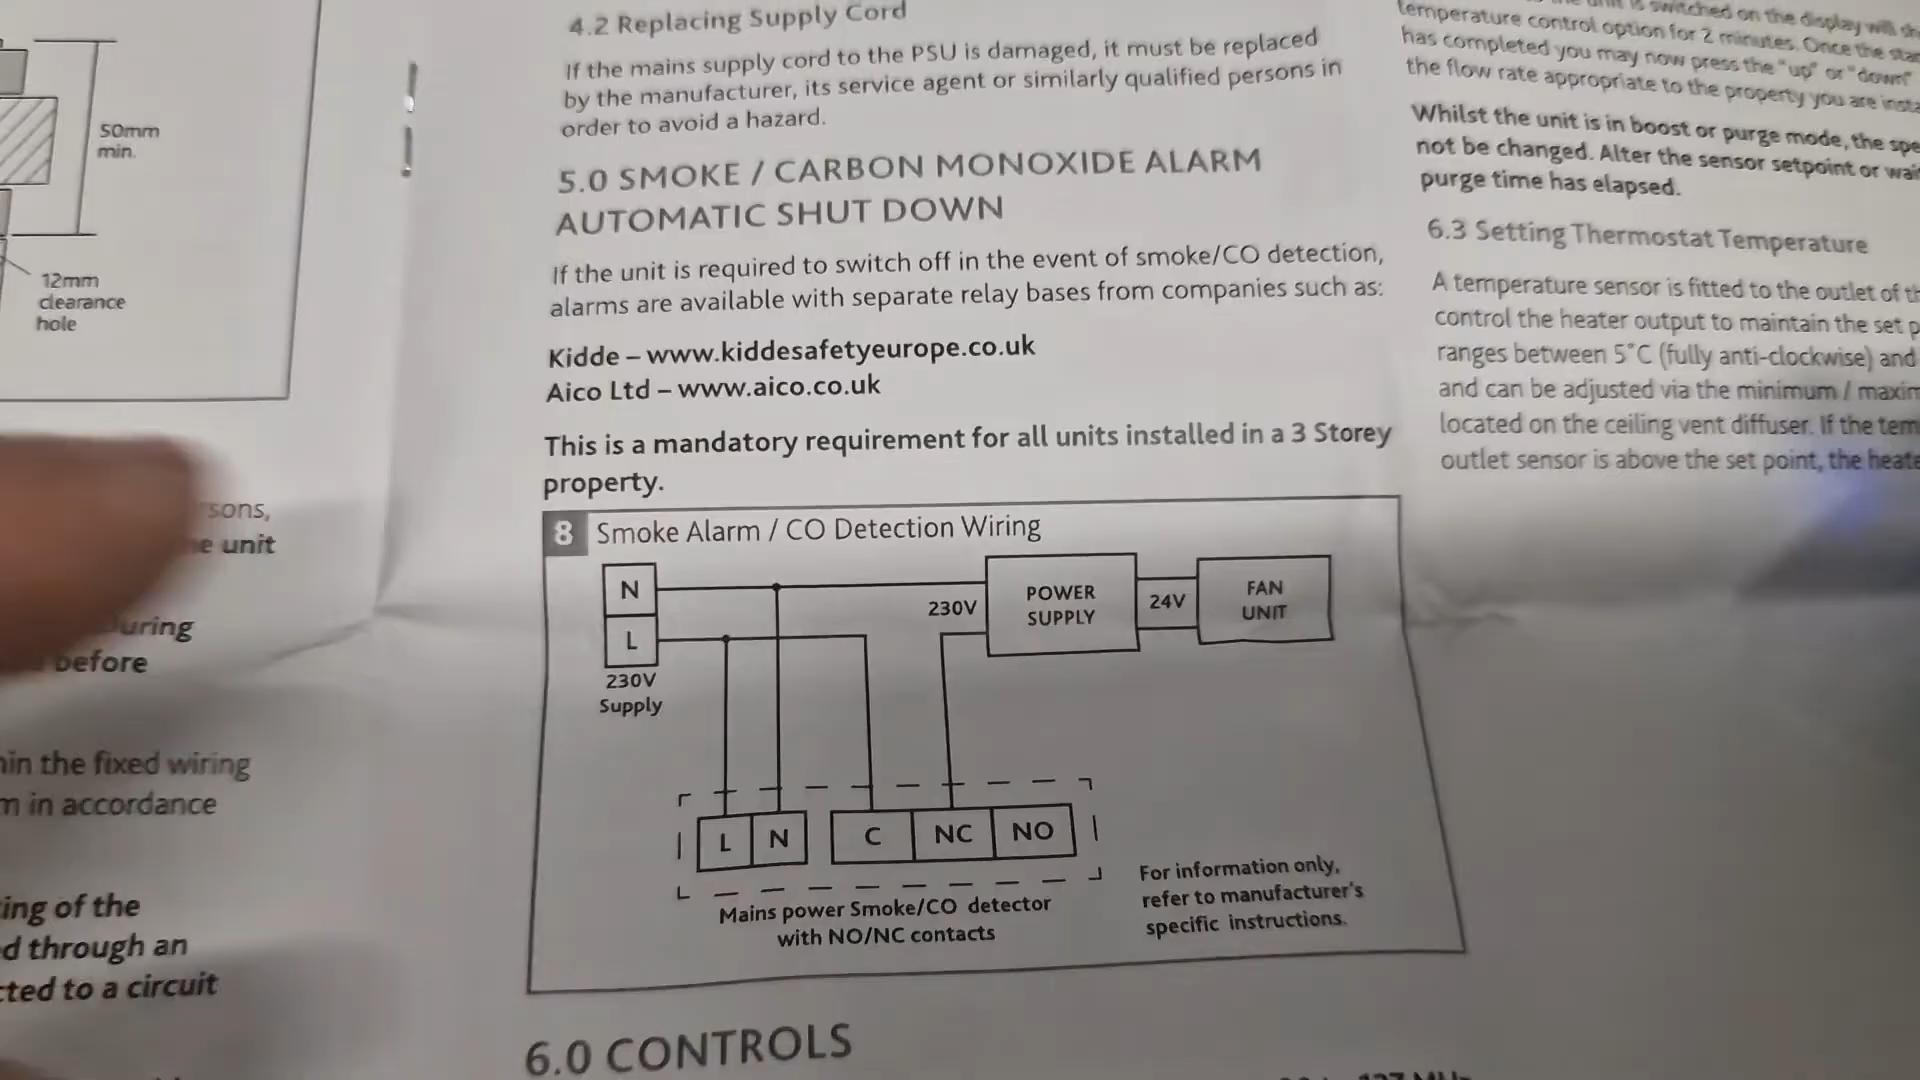 50mm
min.
12mm
clearance
hole
unit
before
the fixed wiring
in accordance
of the
through an
to a circuit
4.2 Replacing Supply Cord
If the mains supply cord to the PSU is damaged, it must be replaced
by the manufacturer, its service agent or similarly qualified persons in
order to avoid a hazard.
5.0 SMOKE / CARBON MONOXIDE ALARM
AUTOMATIC SHUT DOWN
If the unit is required to switch off in the event of smoke/CO detection,
alarms are available with separate relay bases from companies such as:
Kidde – www.kiddesafetyeurope.co.uk
Aico Ltd – www.aico.co.uk
This is a mandatory requirement for all units installed in a 3 Storey
property.
8 Smoke Alarm / CO Detection Wiring
N
L
230V
Supply
230V
POWER
SUPPLY
24V
FAN
UNIT
L N C NC NO
Mains power Smoke/CO detector
with NO/NC contacts
For information only,
refer to manufacturer's
specific instructions.
6.0 CONTROLS
is switched on the display will
temperature control option for 2 minutes. Once the
has completed you may now press the "up" or "down"
the flow rate appropriate to the property you are
Whilst the unit is in boost or purge mode, the
not be changed. Alter the sensor setpoint or
purge time has elapsed.
6.3 Setting Thermostat Temperature
A temperature sensor is fitted to the outlet of
control the heater output to maintain the set
ranges between 5°C (fully anti-clockwise) and
and can be adjusted via the minimum /
located on the ceiling vent diffuser. If the
outlet sensor is above the set point, the